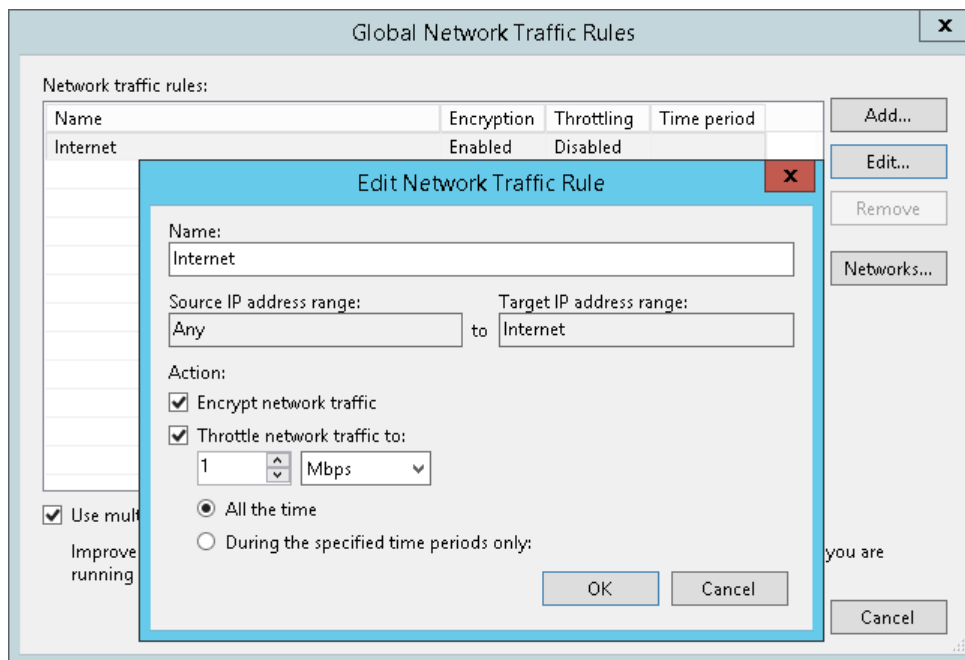 Global Network Traffic Rules
x
Network traffic rules:
Name Encryption Throttling Time period
Internet Enabled Disabled
Add...
Edit...
Remove
Networks...
Edit Network Traffic Rule
x
Name:
Internet
Source IP address range: Target IP address range:
Any to Internet
Action:
Encrypt network traffic
Throttle network traffic to:
1 Mbps
All the time
During the specified time periods only:
OK Cancel
Use
Improve you are
running
Cancel